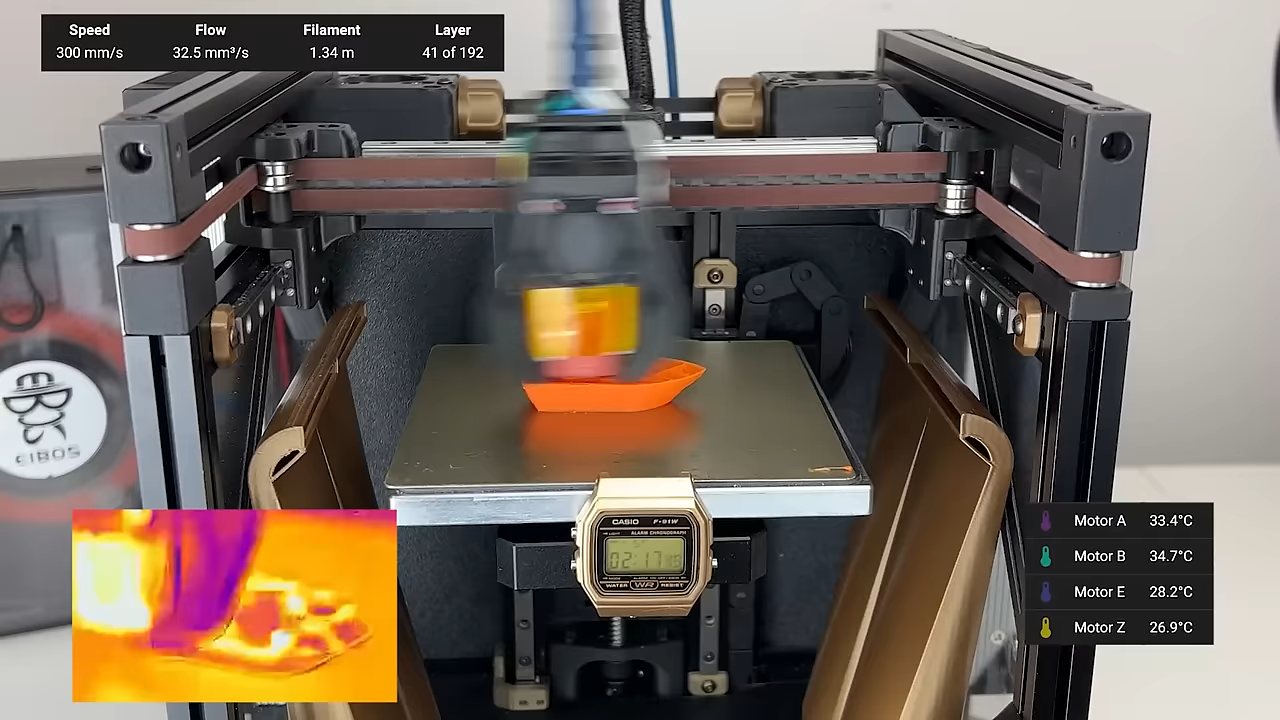 Speed Flow Filament Layer
300 mm/s 32.5 mm³/s 1.34 m 41 of 192
EIBOS
CASIO F-91W
ALARM CHRONOGRAPH
02:17
WATER WR RESIST
Motor A 33.4°C
Motor B 34.7°C
Motor E 28.2°C
Motor Z 26.9°C